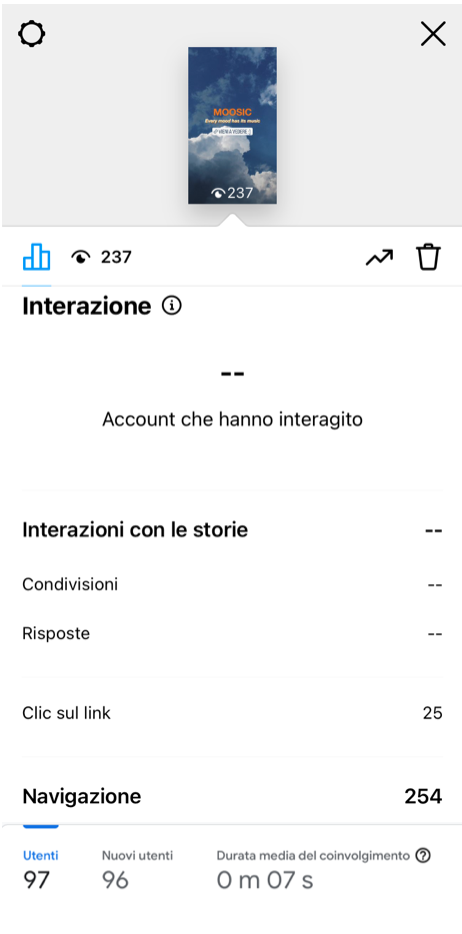 MOOSIC
Every mood has its music
VIENI A VEDERE
237
237
Interazione
--
Account che hanno interagito
Interazioni con le storie --
Condivisioni --
Risposte --
Clic sul link 25
Navigazione 254
Utenti Nuovi utenti Durata media del coinvolgimento
97 96 0 m 07 s